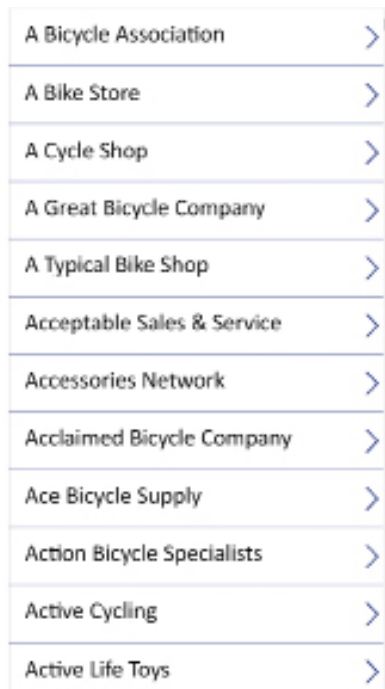 A Bicycle Association
A Bike Store
A Cycle Shop
A Great Bicycle Company
A Typical Bike Shop
Acceptable Sales & Service
Accessories Network
Acclaimed Bicycle Company
Ace Bicycle Supply
Action Bicycle Specialists
Active Cycling
Active Life Toys